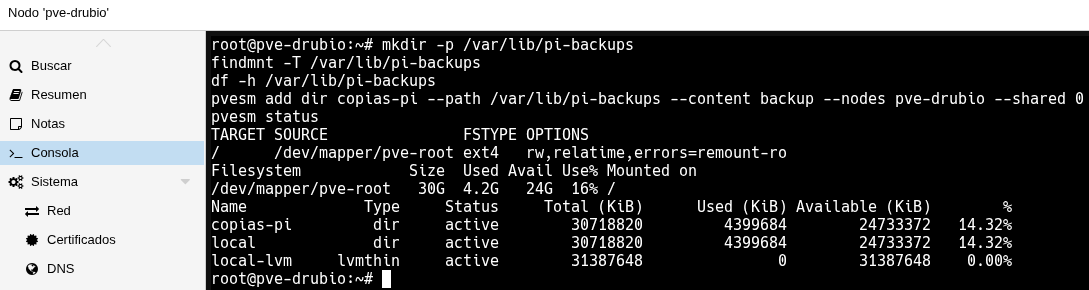 Nodo 'pve-drubio'
Buscar
Resumen
Notas
Consola
Sistema
Red
Certificados
DNS
root@pve-drubio:~# mkdir -p /var/lib/pi-backups
findmnt -T /var/lib/pi-backups
df -h /var/lib/pi-backups
pvesm add dir copias-pi --path /var/lib/pi-backups --content backup --nodes pve-drubio --shared 0
pvesm status
TARGET SOURCE               FSTYPE OPTIONS
/      /dev/mapper/pve-root ext4   rw,relatime,errors=remount-ro
Filesystem            Size  Used Avail Use% Mounted on
/dev/mapper/pve-root   30G  4.2G   24G  16% /
Name             Type     Status     Total (KiB)      Used (KiB) Available (KiB)        %
copias-pi         dir     active        30718820         4399684        24733372   14.32%
local             dir     active        30718820         4399684        24733372   14.32%
local-lvm     lvmthin     active        31387648               0        31387648    0.00%
root@pve-drubio:~#